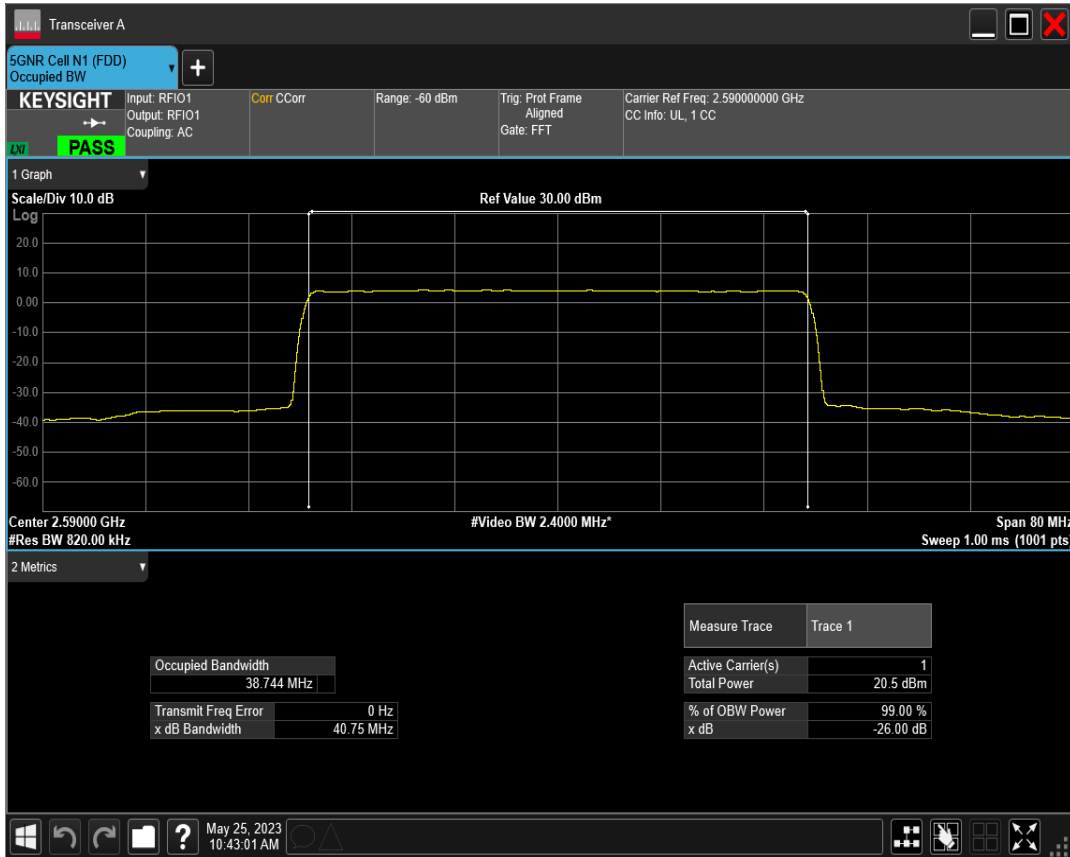 Transceiver A
5GNR Cell N1 (FDD)
Occupied BW
+
KEYSIGHT
LXI
PASS
Input: RFIO1
Output: RFIO1
Coupling: AC
Corr CCorr
Range: -60 dBm
Trig: Prot Frame
Aligned
Gate: FFT
Carrier Ref Freq: 2.590000000 GHz
CC Info: UL, 1 CC
1 Graph
Scale/Div 10.0 dB
Ref Value 30.00 dBm
Log
20.0
10.0
0.00
-10.0
-20.0
-30.0
-40.0
-50.0
-60.0
Center 2.59000 GHz
#Video BW 2.4000 MHz*
Span 80 MHz
#Res BW 820.00 kHz
Sweep 1.00 ms (1001 pts)
2 Metrics
Measure Trace Trace 1
Occupied Bandwidth
38.744 MHz
Active Carrier(s) 1
Total Power 20.5 dBm
Transmit Freq Error 0 Hz
x dB Bandwidth 40.75 MHz
% of OBW Power 99.00 %
x dB -26.00 dB
?
May 25, 2023
10:43:01 AM